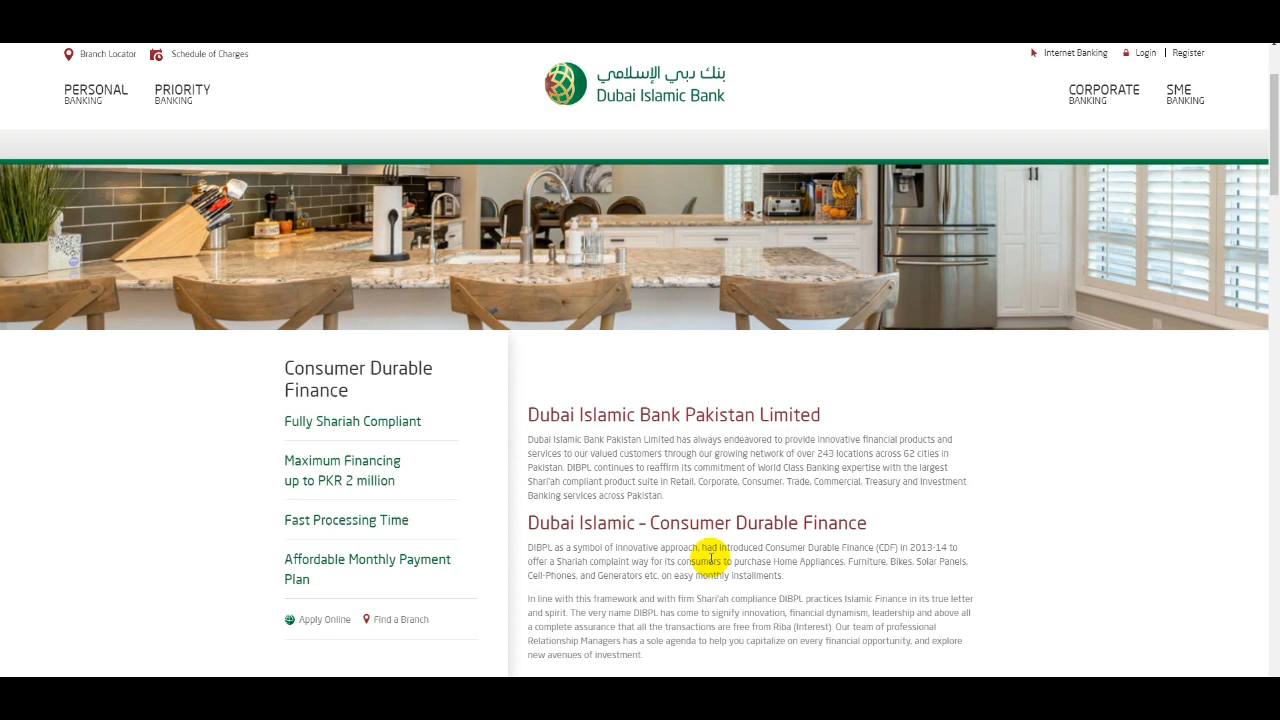 Branch Locator
Schedule of Charges
Internet Banking
Login | Register
PERSONAL
BANKING
PRIORITY
BANKING
بنك دبي الإسلامي
Dubai Islamic Bank
CORPORATE
BANKING
SME
BANKING
Consumer Durable
Finance
Fully Shariah Compliant
Maximum Financing
up to PKR 2 million
Fast Processing Time
Affordable Monthly Payment
Plan
Apply Online
Find a Branch
Dubai Islamic Bank Pakistan Limited
Dubai Islamic Bank Pakistan Limited has always endeavored to provide innovative financial products and
services to our valued customers through our growing network of over 243 locations across 62 cities in
Pakistan. DIBPL continues to reaffirm its commitment of World Class Banking expertise with the largest
Shari'ah compliant product suite in Retail, Corporate, Consumer, Trade, Commercial, Treasury and Investment
Banking services across Pakistan.
Dubai Islamic – Consumer Durable Finance
DIBPL as a symbol of innovative approach, had introduced Consumer Durable Finance (CDF) in 2013-14 to
offer a Shariah complaint way for its consumers to purchase Home Appliances, Furniture, Bikes, Solar Panels,
Cell-Phones, and Generators etc. on easy monthly installments.
In line with this framework and with firm Shari'ah compliance DIBPL practices Islamic Finance in its true letter
and spirit. The very name DIBPL has come to signify innovation, financial dynamism, leadership and above all
a complete assurance that all the transactions are free from Riba (Interest). Our team of professional
Relationship Managers has a sole agenda to help you capitalize on every financial opportunity, and explore
new avenues of investment.